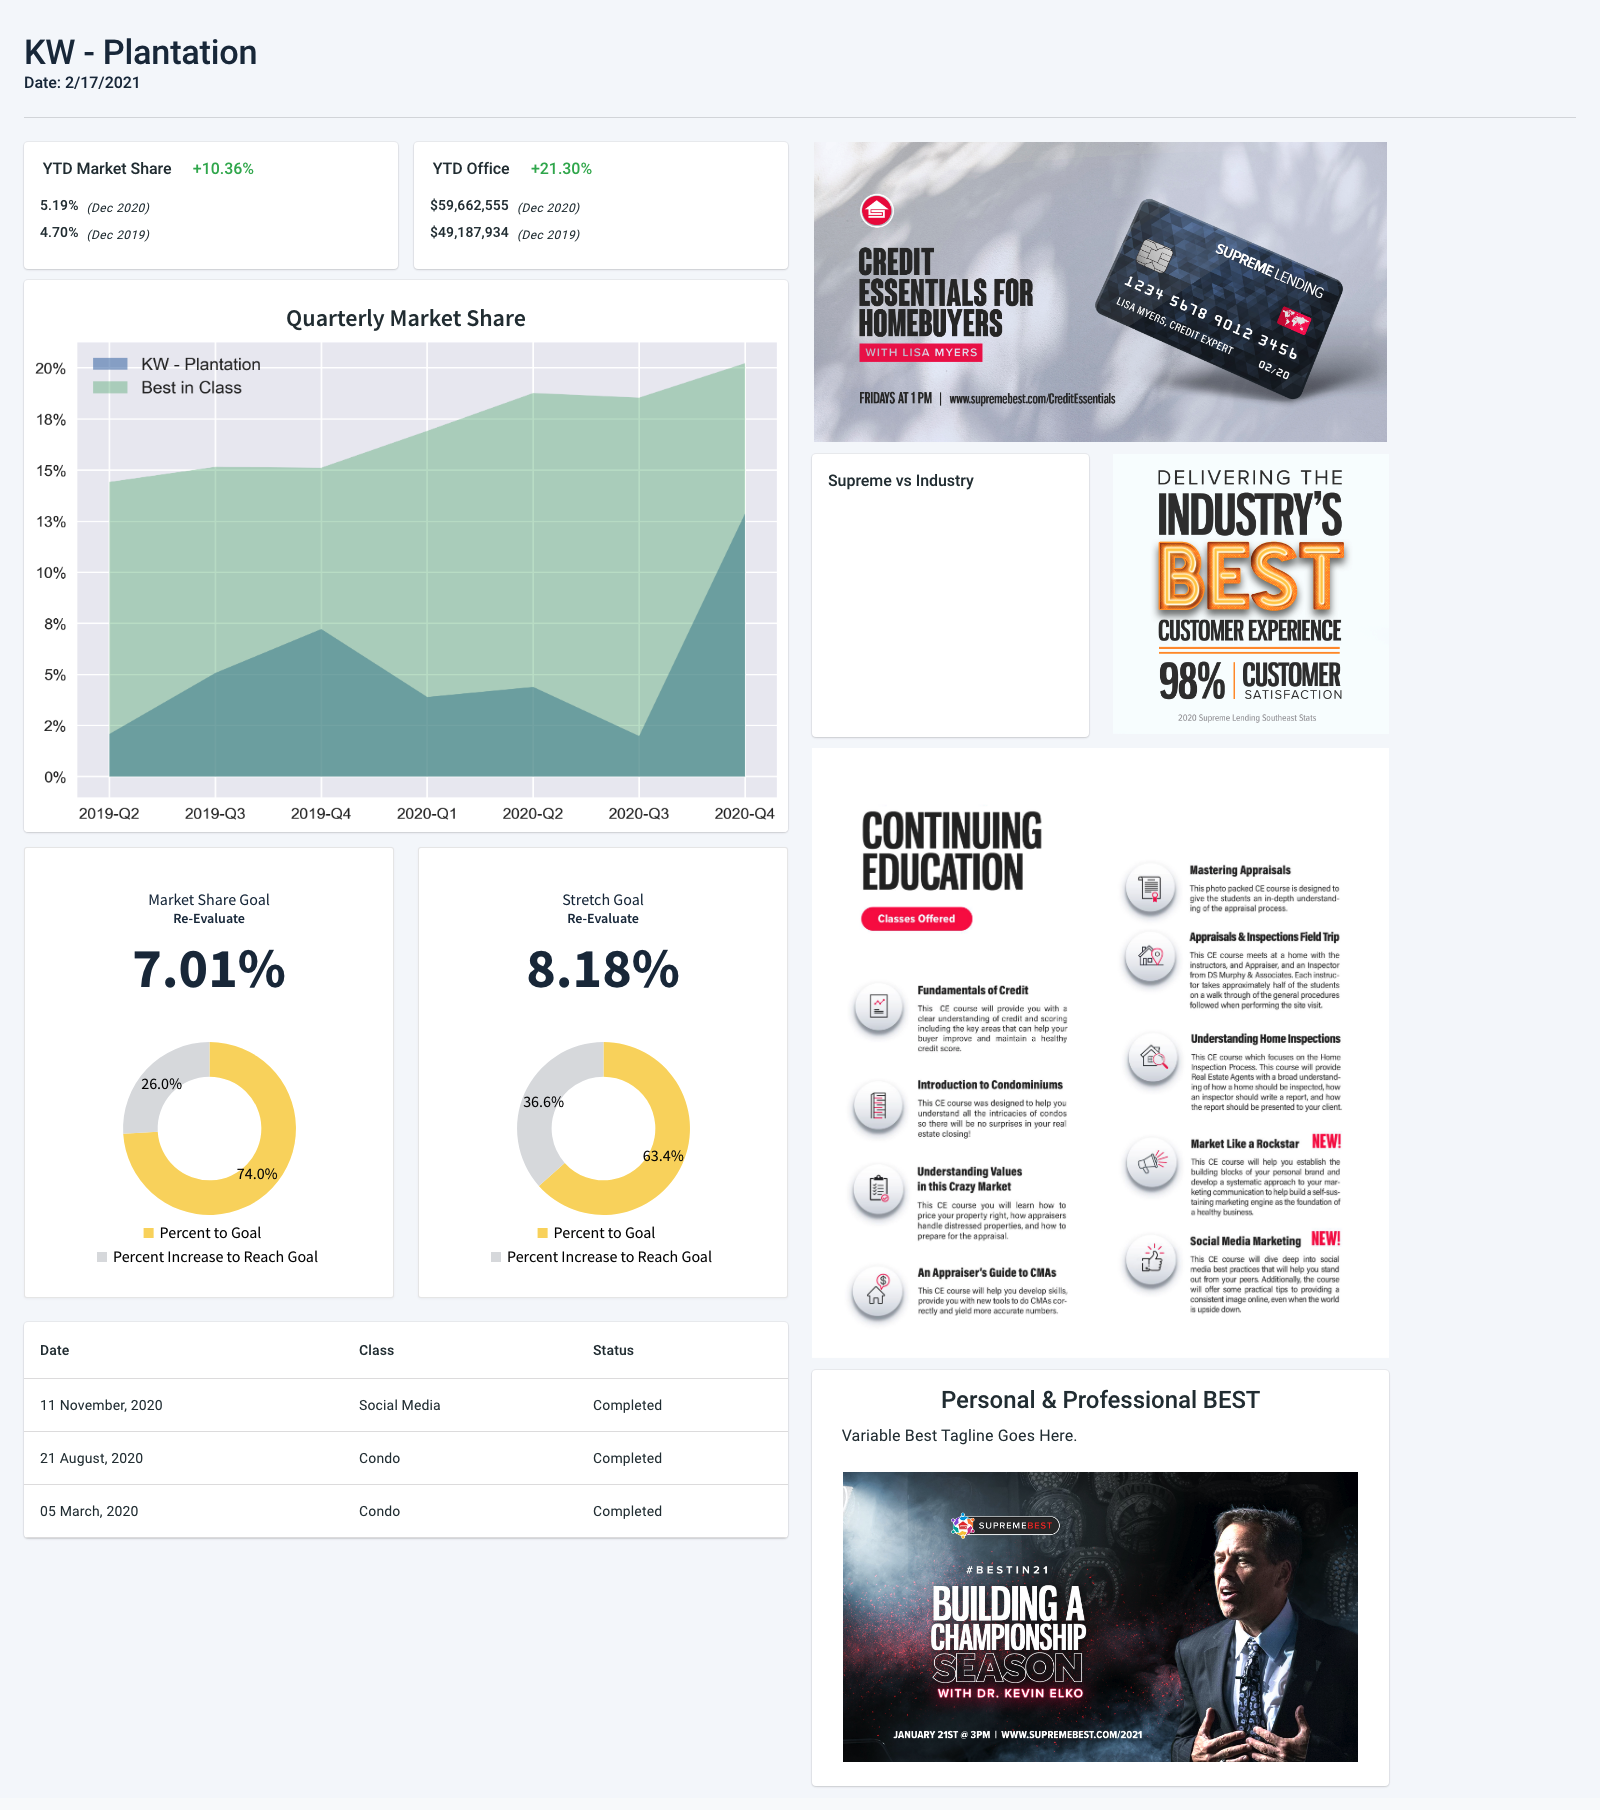 KW - Plantation
Date: 2/17/2021
YTD Market Share +10.36%
5.19% (Dec 2020)
4.70% (Dec 2019)
YTD Office +21.30%
$59,662,555 (Dec 2020)
$49,187,934 (Dec 2019)
Quarterly Market Share
KW - Plantation
Best in Class
20%
18%
15%
13%
10%
8%
5%
2%
0%
2019-Q2 2019-Q3 2019-Q4 2020-Q1 2020-Q2 2020-Q3 2020-Q4
Market Share Goal
Re-Evaluate
7.01%
26.0%
74.0%
Percent to Goal
Percent Increase to Reach Goal
Stretch Goal
Re-Evaluate
8.18%
36.6%
63.4%
Percent to Goal
Percent Increase to Reach Goal
Date Class Status
11 November, 2020 Social Media Completed
21 August, 2020 Condo Completed
05 March, 2020 Condo Completed
CREDIT
ESSENTIALS FOR
HOMEBUYERS
WITH LISA MYERS
FRIDAYS AT 1 PM | www.supremebest.com/CreditEssentials
SUPREME LENDING
1234 5678 9012 3456
LISA MYERS, CREDIT EXPERT
02/20
Supreme vs Industry
DELIVERING THE
INDUSTRY'S
BEST
CUSTOMER EXPERIENCE
98% CUSTOMER
SATISFACTION
2020 Supreme Lending Southeast Stats
CONTINUING
EDUCATION
Classes Offered
Fundamentals of Credit
This CE course will provide you with a
clear understanding of credit and scoring
including the key areas that can help your
buyer improve and maintain a healthy
credit score.
Introduction to Condominiums
This CE course was designed to help you
understand all the intricacies of condos
so there will be no surprises in your real
estate closing!
Understanding Values
in this Crazy Market
This CE course you will learn how to
price your property right, how appraisers
handle distressed properties, and how to
prepare for the appraisal.
An Appraiser's Guide to CMAs
This CE course will help you develop skills,
provide you with new tools to do CMAs cor-
rectly and yield more accurate numbers.
Mastering Appraisals
This photo packed CE course is designed to
give the students an in-depth understand-
ing of the appraisal process.
Appraisals & Inspections Field Trip
This CE course meets at a home with the
instructors, and Appraiser, and an Inspector
from DS Murphy & Associates. Each instruc-
tor takes approximately half of the students
on a walk through of the general procedures
followed when performing the site visit.
Understanding Home Inspections
This CE course which focuses on the Home
Inspection Process. This course will provide
Real Estate Agents with a broad understand-
ing of how a home should be inspected, how
an inspector should write a report, and how
the report should be presented to your client.
Market Like a Rockstar NEW!
This CE course will help you establish the
building blocks of your personal brand and
develop a systematic approach to your mar-
keting communication to help build a self-sus-
taining marketing engine as the foundation of
a healthy business.
Social Media Marketing NEW!
This CE course will dive deep into social
media best practices that will help you stand
out from your peers. Additionally, the course
will offer some practical tips to providing a
consistent image online, even when the world
is upside down.
Personal & Professional BEST
Variable Best Tagline Goes Here.
SUPREMEBEST
#BESTIN21
BUILDING A
CHAMPIONSHIP
SEASON
WITH DR. KEVIN ELKO
JANUARY 21ST @ 3PM | WWW.SUPREMEBEST.COM/2021